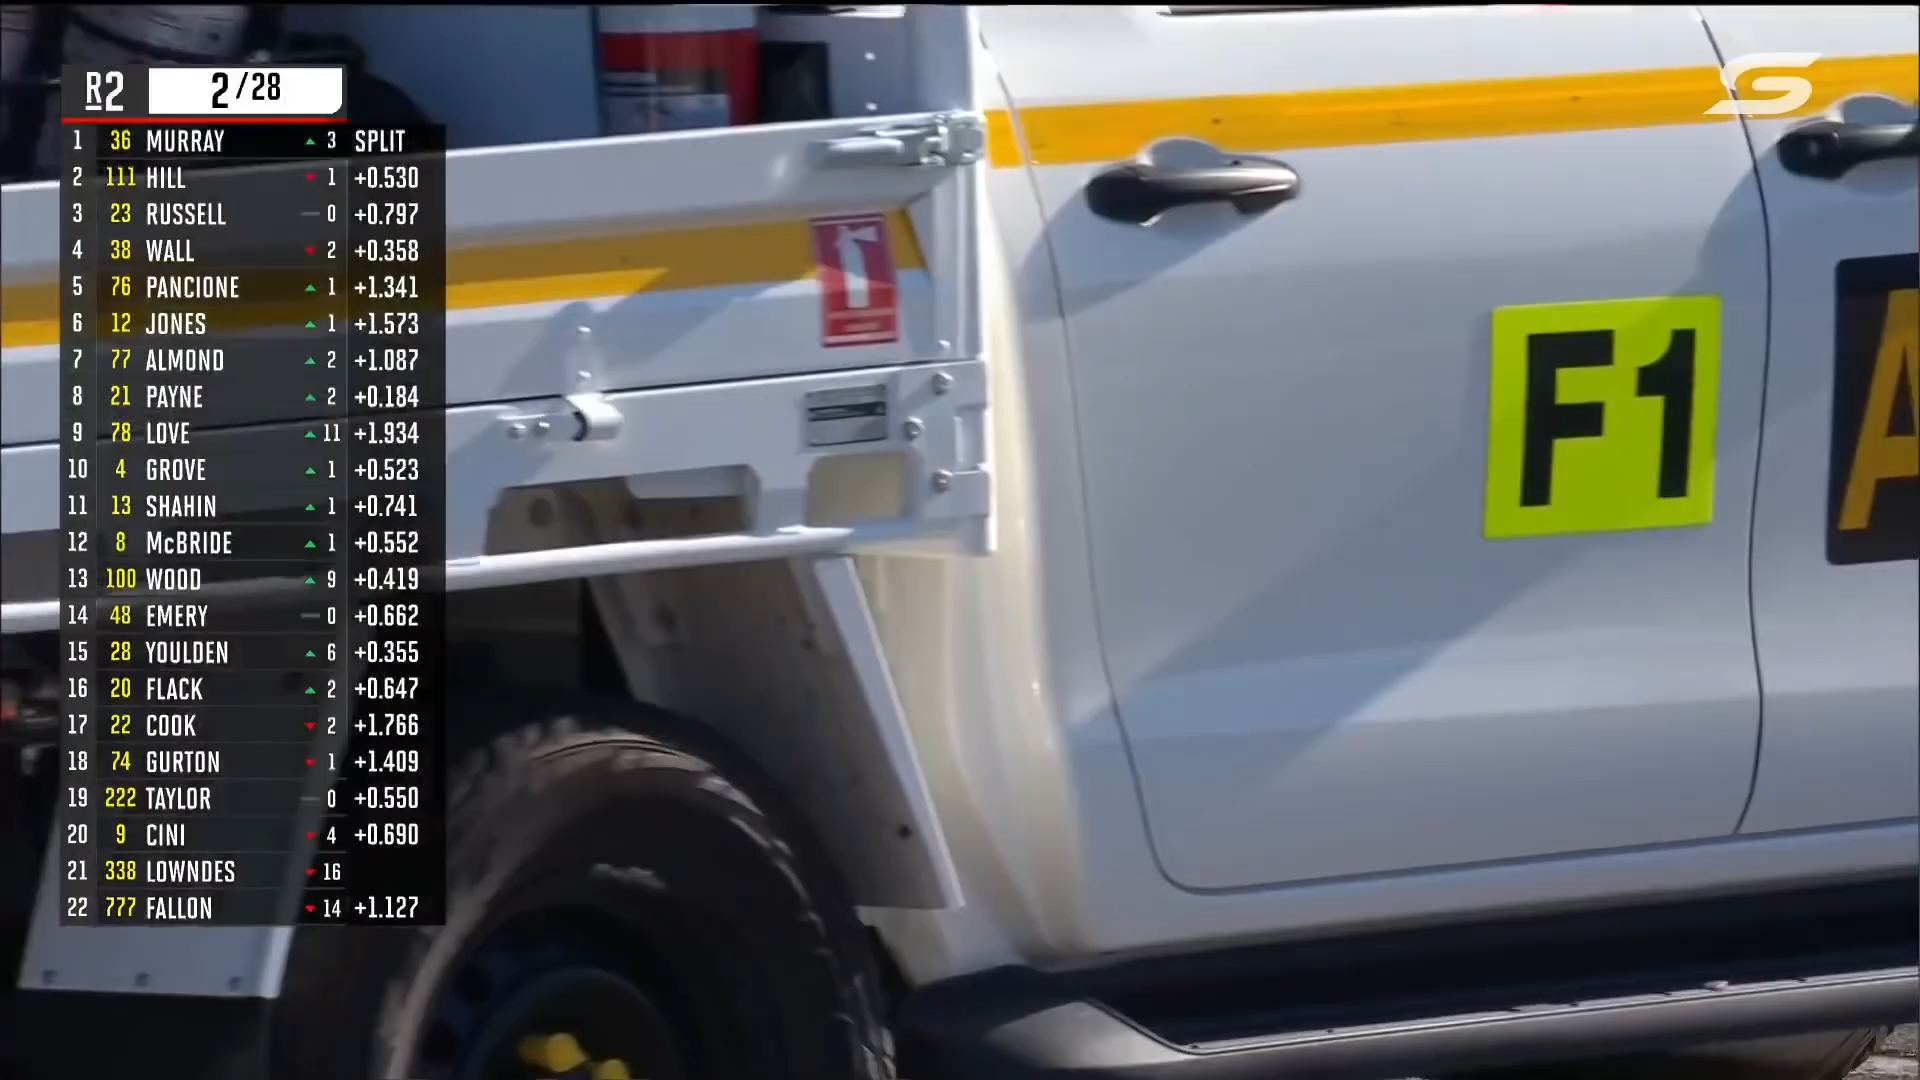 R2 2/28
1 36 MURRAY 3 SPLIT
2 111 HILL 1 +0.530
3 23 RUSSELL 0 +0.797
4 38 WALL 2 +0.358
5 76 PANCIONE 1 +1.341
6 12 JONES 1 +1.573
7 77 ALMOND 2 +1.087
8 21 PAYNE 2 +0.184
9 78 LOVE 11 +1.934
10 4 GROVE 1 +0.523
11 13 SHAHIN 1 +0.741
12 8 McBRIDE 1 +0.552
13 100 WOOD 9 +0.419
14 48 EMERY 0 +0.662
15 28 YOULDEN 6 +0.355
16 20 FLACK 2 +0.647
17 22 COOK 2 +1.766
18 74 GURTON 1 +1.409
19 222 TAYLOR 0 +0.550
20 9 CINI 4 +0.690
21 338 LOWNDES 16
22 777 FALLON 14 +1.127
F1
A